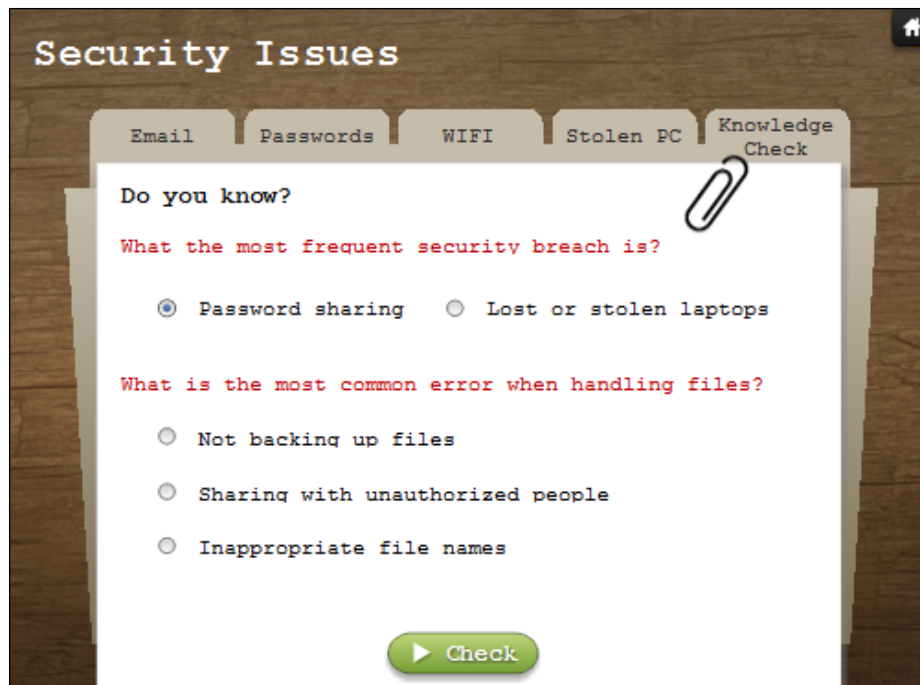 Security Issues
Email Passwords WIFI Stolen PC Knowledge
Check
Do you know?
What the most frequent security breach is?
Password sharing Lost or stolen laptops
What is the most common error when handling files?
Not backing up files
Sharing with unauthorized people
Inappropriate file names
Check